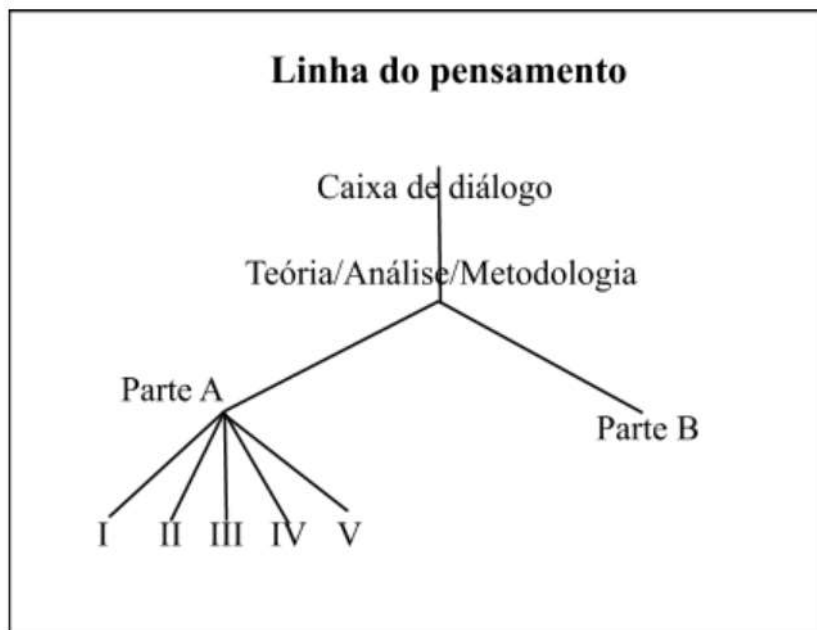 Linha do pensamento
Caixa de diálogo
Teória/Análise/Metodologia
Parte A
Parte B
I II III IV V